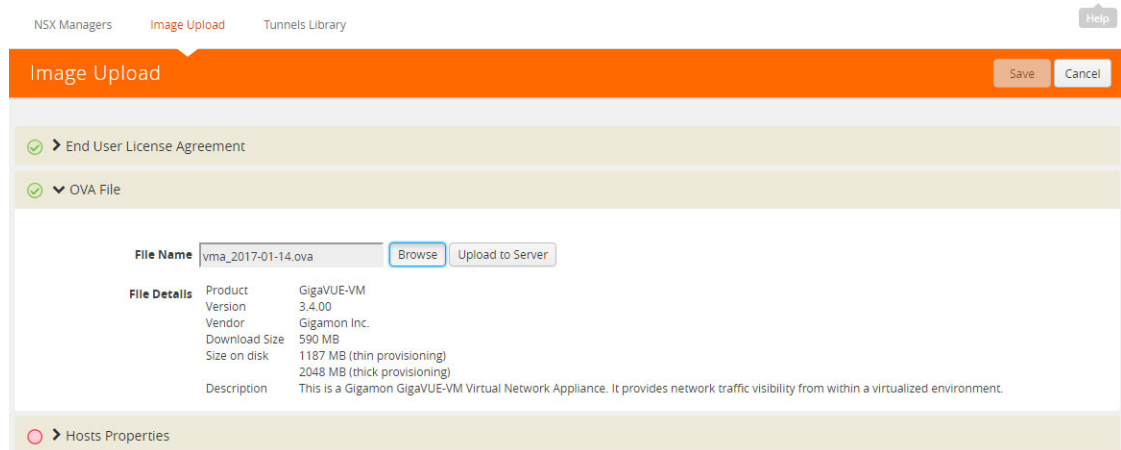 NSX Managers Image Upload Tunnels Library Help
Image Upload Save Cancel
End User License Agreement
OVA File
File Name vma_2017-01-14.ova Browse Upload to Server
File Details Product GigaVUE-VM
Version 3.4.00
Vendor Gigamon Inc.
Download Size 590 MB
Size on disk 1187 MB (thin provisioning)
2048 MB (thick provisioning)
Description This is a Gigamon GigaVUE-VM Virtual Network Appliance. It provides network traffic visibility from within a virtualized environment.
Hosts Properties